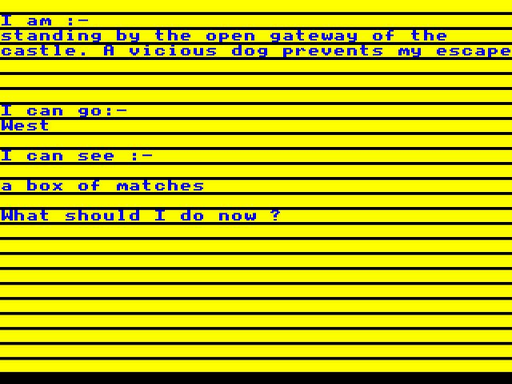 I am :-
standing by the open gateway of the
castle. A vicious dog prevents my escape
I can go:-
West
I can see :-
a box of matches
What should I do now ?